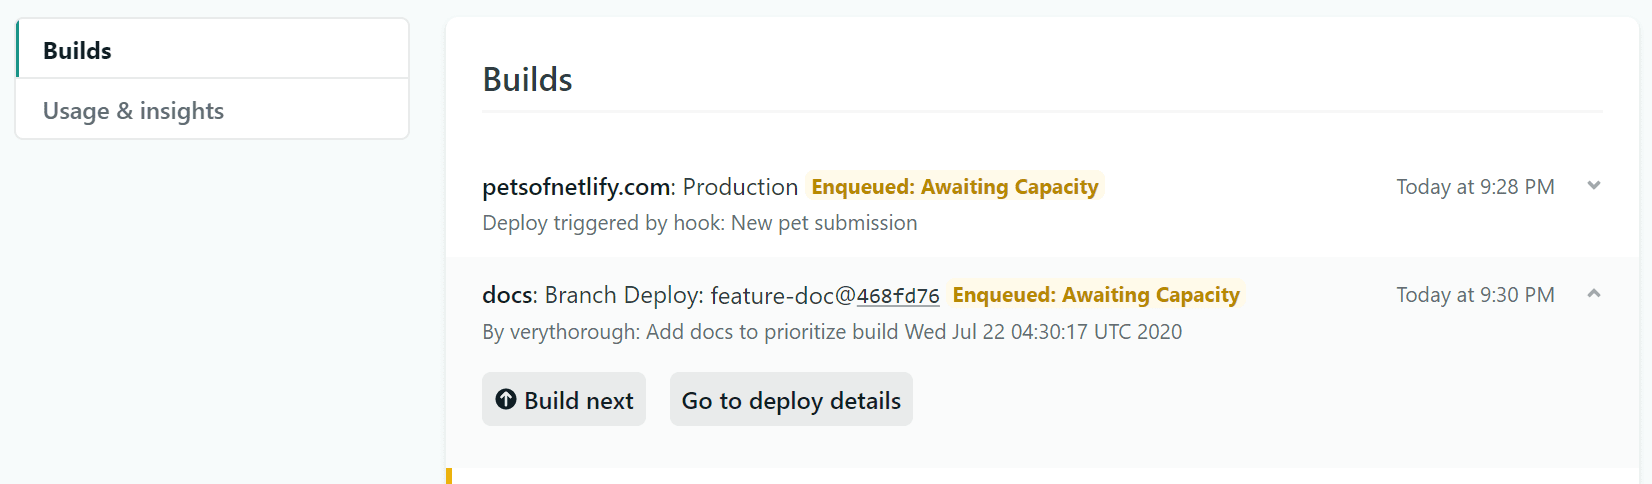 Builds
Usage & insights
Builds
petsofnetlify.com: Production Enqueued: Awaiting Capacity Today at 9:28 PM
Deploy triggered by hook: New pet submission
docs: Branch Deploy: feature-doc@468fd76 Enqueued: Awaiting Capacity Today at 9:30 PM
By verythorough: Add docs to prioritize build Wed Jul 22 04:30:17 UTC 2020
Build next Go to deploy details